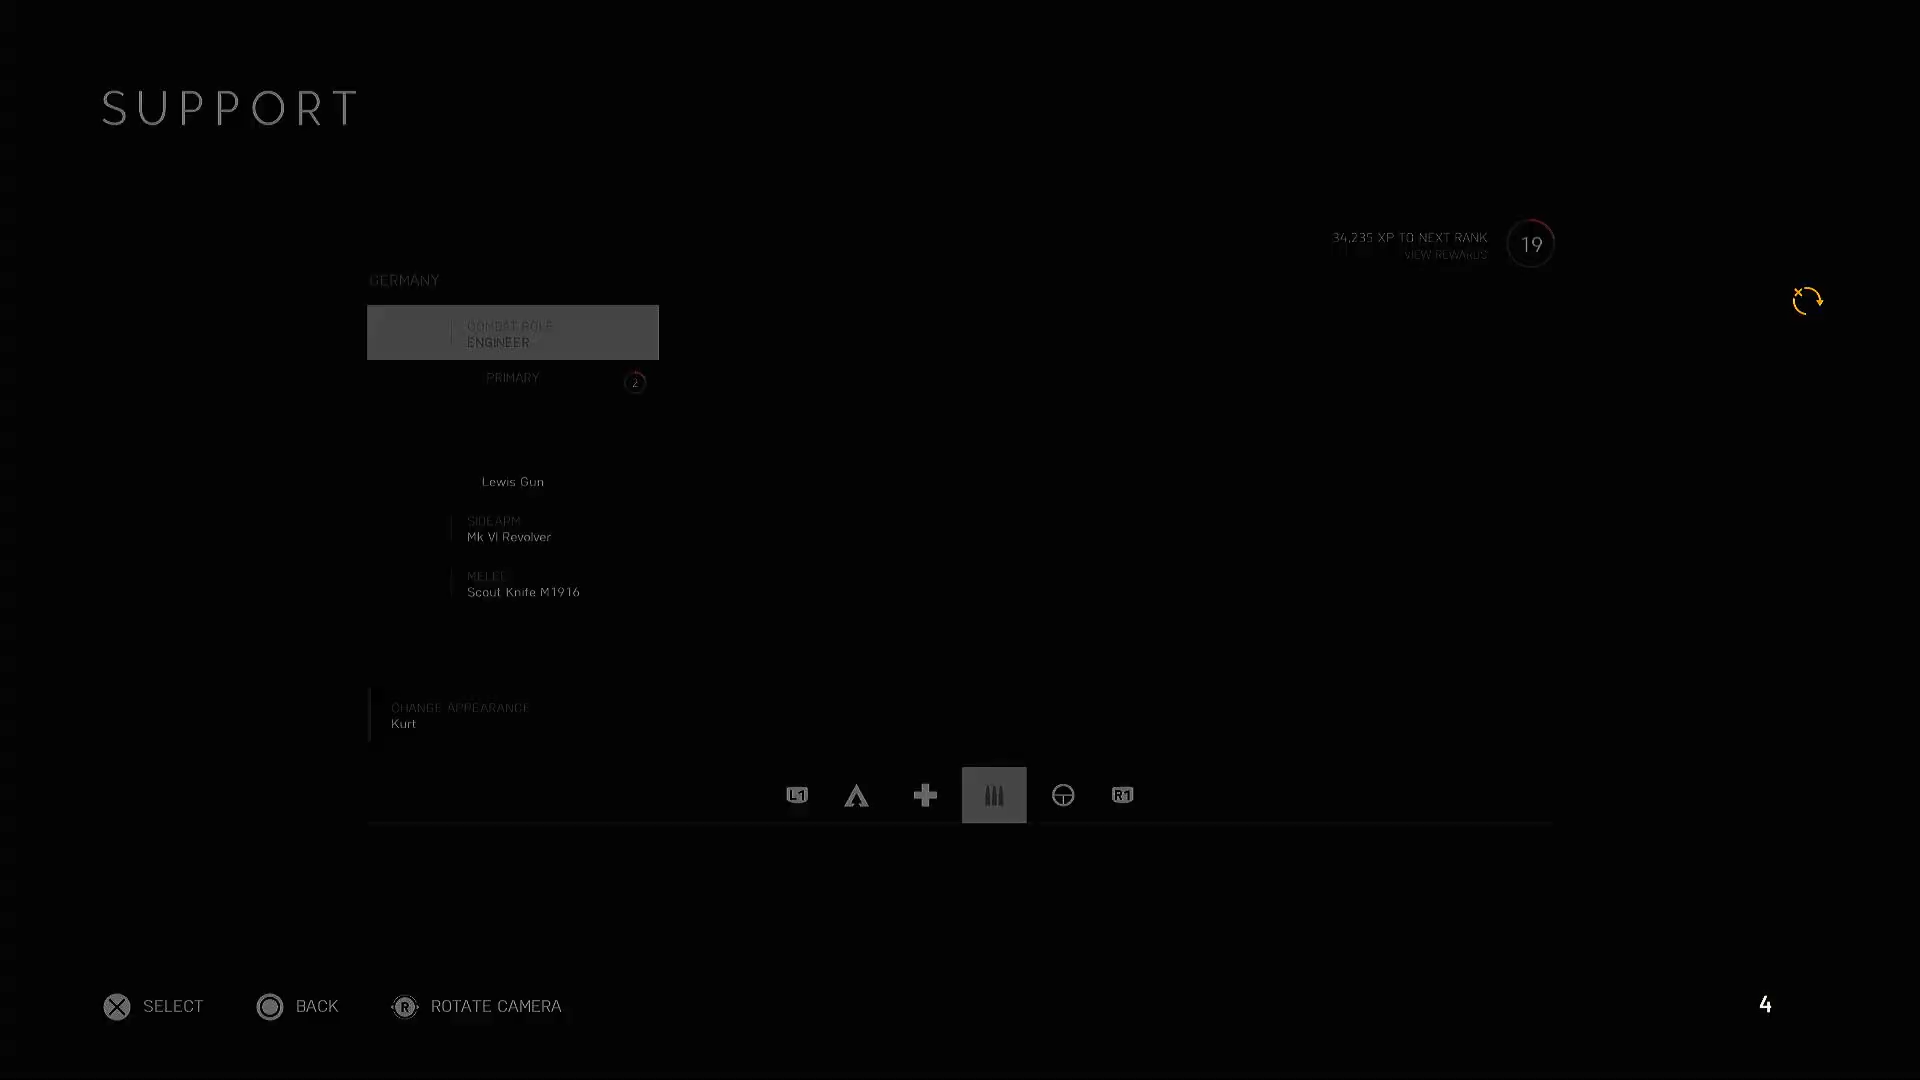 SUPPORT
34,235 XP TO NEXT RANK
VIEW REWARDS
19
GERMANY
COMBAT ROLE
ENGINEER
PRIMARY
2
Lewis Gun
SIDEARM
Mk VI Revolver
MELEE
Scout Knife M1916
CHANGE APPEARANCE
Kurt
L1
R1
SELECT
BACK
R ROTATE CAMERA
4